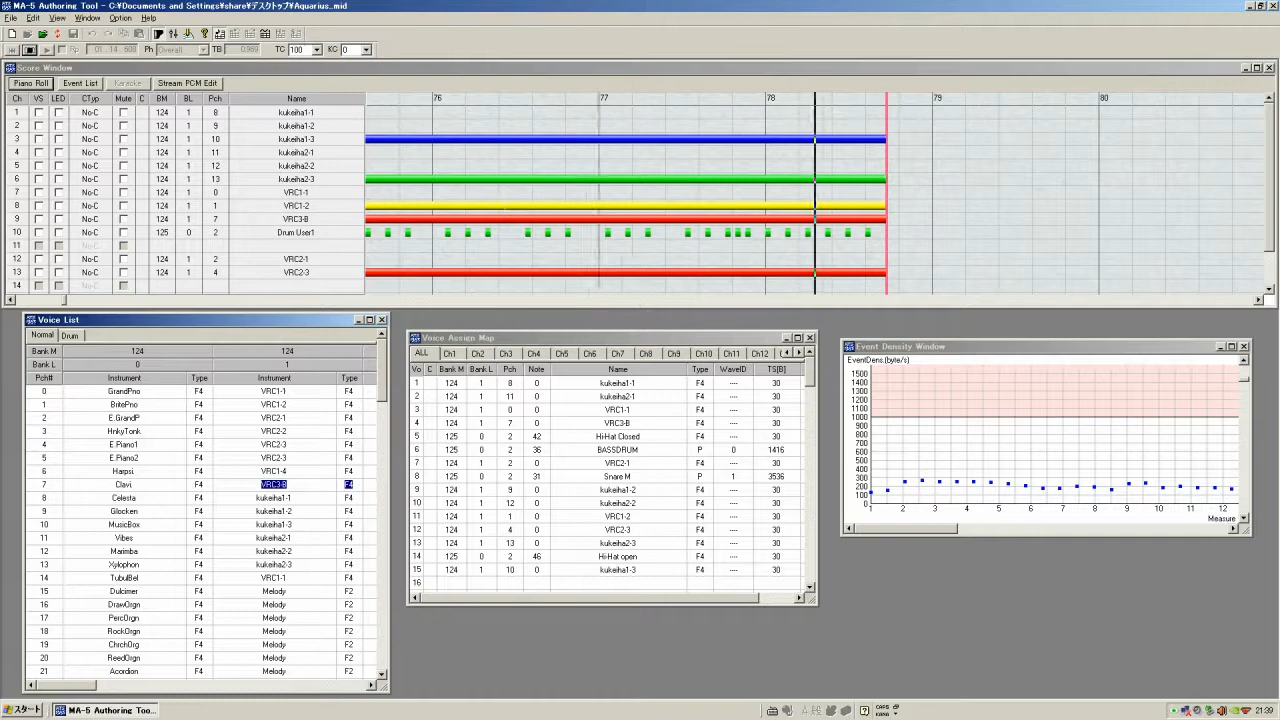 MA-5 Authoring Tool - C:¥Documents and Settings¥share¥デスクトップ¥Aquarius_.mid
File Edit View Window Option Help
Rp 01 : 14 : 608 Ph Overall TB 0.969 TC 100 KC 0
Score Window
Piano Roll Event List Karaoke Stream PCM Edit
Ch VS LED CTyp Mute C BM BL Pch Name 76 77 78 79 80
1 No-C 124 1 8 kukeiha1-1
2 No-C 124 1 9 kukeiha1-2
3 No-C 124 1 10 kukeiha1-3
4 No-C 124 1 11 kukeiha2-1
5 No-C 124 1 12 kukeiha2-2
6 No-C 124 1 13 kukeiha2-3
7 No-C 124 1 0 VRC1-1
8 No-C 124 1 1 VRC1-2
9 No-C 124 1 7 VRC3-B
10 No-C 125 0 2 Drum User1
11 No-C
12 No-C 124 1 2 VRC2-1
13 No-C 124 1 4 VRC2-3
14 No-C
Voice List
Normal Drum
Bank M 124 124
Bank L 0 1
Pch# Instrument Type Instrument Type
0 GrandPno F4 VRC1-1 F4
1 BritePno F4 VRC1-2 F4
2 E.GrandP F4 VRC2-1 F4
3 HnkyTonk F4 VRC2-2 F4
4 E.Piano1 F4 VRC2-3 F4
5 E.Piano2 F4 VRC2-3 F4
6 Harpsi. F4 VRC1-4 F4
7 Clavi F4 VRC3-B F4
8 Celesta F4 kukeiha1-1 F4
9 Glocken F4 kukeiha1-2 F4
10 MusicBox F4 kukeiha1-3 F4
11 Vibes F4 kukeiha2-1 F4
12 Marimba F4 kukeiha2-2 F4
13 Xylophon F4 kukeiha2-3 F4
14 TubulBel F4 VRC1-1 F4
15 Dulcimer F4 Melody F2
16 DrawOrgn F4 Melody F2
17 PercOrgn F4 Melody F2
18 RockOrgn F4 Melody F2
19 ChrchOrg F4 Melody F2
20 ReedOrgn F4 Melody F2
21 Acordion F4 Melody F2
Voice Assign Map
ALL Ch1 Ch2 Ch3 Ch4 Ch5 Ch6 Ch7 Ch8 Ch9 Ch10 Ch11 Ch12
Vo C Bank M Bank L Pch Note Name Type WaveID TS[B]
1 124 1 8 0 kukeiha1-1 F4 ---- 30
2 124 1 11 0 kukeiha2-1 F4 ---- 30
3 124 1 0 0 VRC1-1 F4 ---- 30
4 124 1 7 0 VRC3-B F4 ---- 30
5 125 0 2 42 Hi-Hat Closed F4 ---- 30
6 125 0 2 36 BASSDRUM P 0 1416
7 124 1 2 0 VRC2-1 F4 ---- 30
8 125 0 2 31 Snare M P 1 3536
9 124 1 9 0 kukeiha1-2 F4 ---- 30
10 124 1 12 0 kukeiha2-2 F4 ---- 30
11 124 1 1 0 VRC1-2 F4 ---- 30
12 124 1 4 0 VRC2-3 F4 ---- 30
13 124 1 13 0 kukeiha2-3 F4 ---- 30
14 125 0 2 46 Hi-Hat open F4 ---- 30
15 124 1 10 0 kukeiha1-3 F4 ---- 30
16
Event Density Window
EventDens.(byte/s)
1500
1400
1300
1200
1100
1000
900
800
700
600
500
400
300
200
100
0
1 2 3 4 5 6 7 8 9 10 11 12
Measure
スタート MA-5 Authoring Too... CAPS KANA 21:39